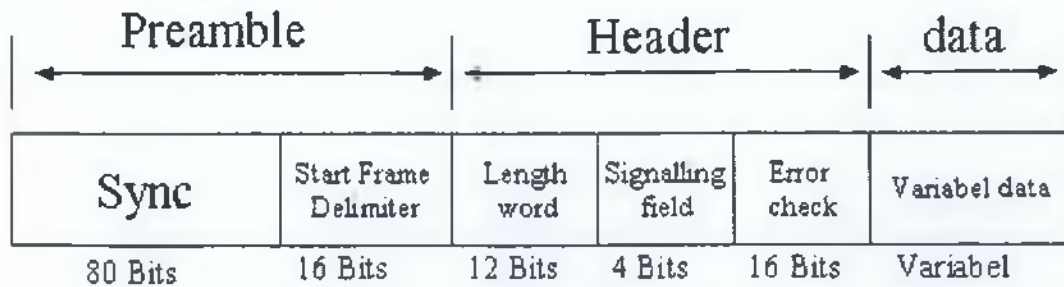 Preamble Header data
Sync Start Frame Delimiter Length word Signalling field Error check Variabel data
80 Bits 16 Bits 12 Bits 4 Bits 16 Bits Variabel